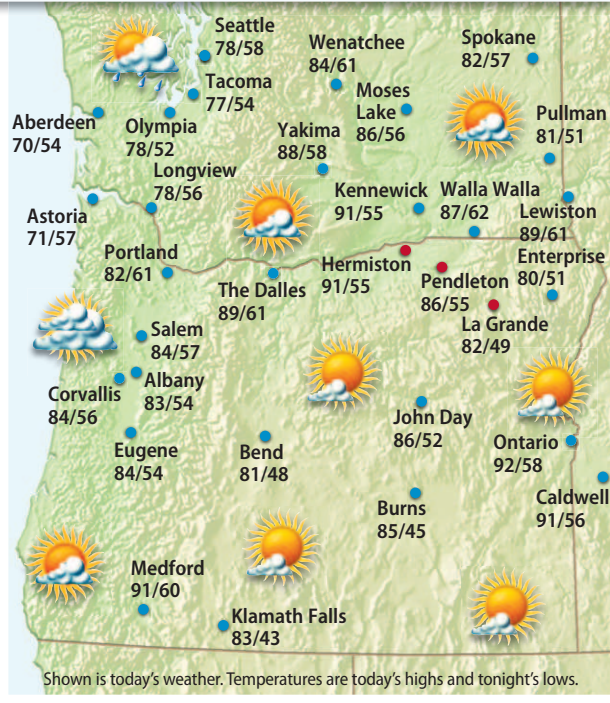 Seattle
78/58
Wenatchee
84/61
Spokane
82/57
Tacoma
77/54
Moses
Lake
86/56
Aberdeen
70/54
Olympia
78/52
Yakima
88/58
Pullman
81/51
Longview
78/56
Kennewick
91/55
Walla Walla
87/62
Lewiston
89/61
Astoria
71/57
Portland
82/61
The Dalles
89/61
Hermiston
91/55
Pendleton
86/55
Enterprise
80/51
La Grande
82/49
Salem
84/57
Albany
83/54
Corvallis
84/56
John Day
86/52
Ontario
92/58
Eugene
84/54
Bend
81/48
Caldwell
91/56
Burns
85/45
Medford
91/60
Klamath Falls
83/43
Shown is today's weather. Temperatures are today's highs and tonight's lows.